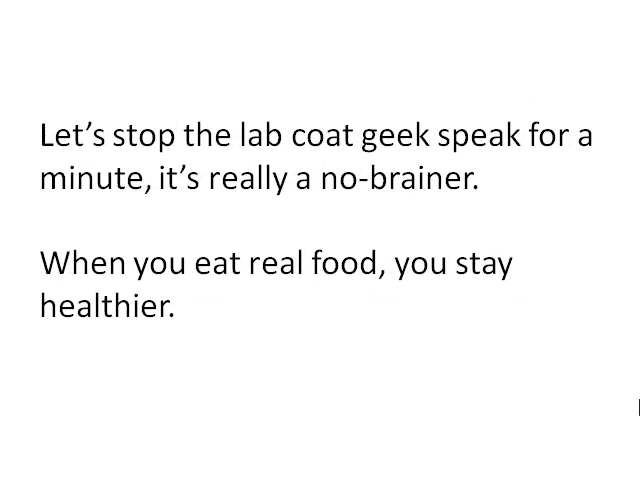 Let’s stop the lab coat geek speak for a
minute, it’s really a no-brainer.
When you eat real food, you stay
healthier.